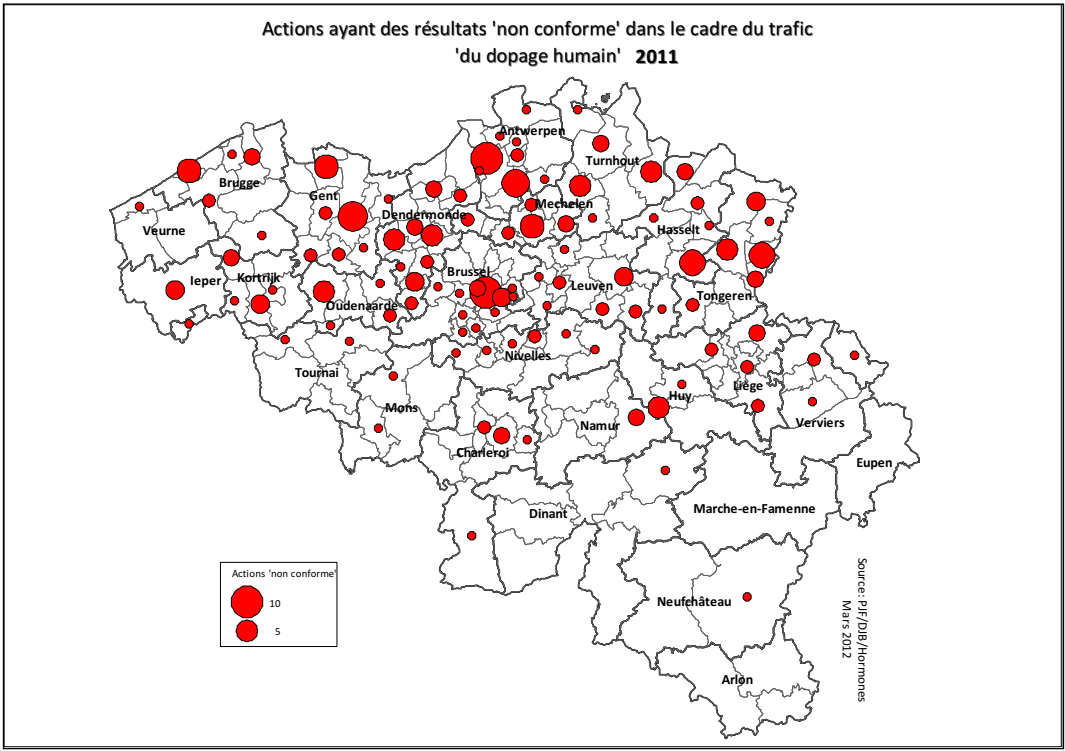 Actions ayant des résultats 'non conforme' dans le cadre du trafic
'du dopage humain' 2011
Antwerpen
Turnhout
Brugge
Gent
Mechelen
Dendermonde
Veurne
Hasselt
Brussel
Ieper
Kortrijk
Leuven
Tongeren
Oudenaarde
Nivelles
Tournai
Liège
Huy
Mons
Verviers
Namur
Charleroi
Eupen
Marche-en-Famenne
Dinant
Neufchâteau
Arlon
Actions 'non conforme'
10
5
Source: PJF/DJB/Hormones
Mars 2012